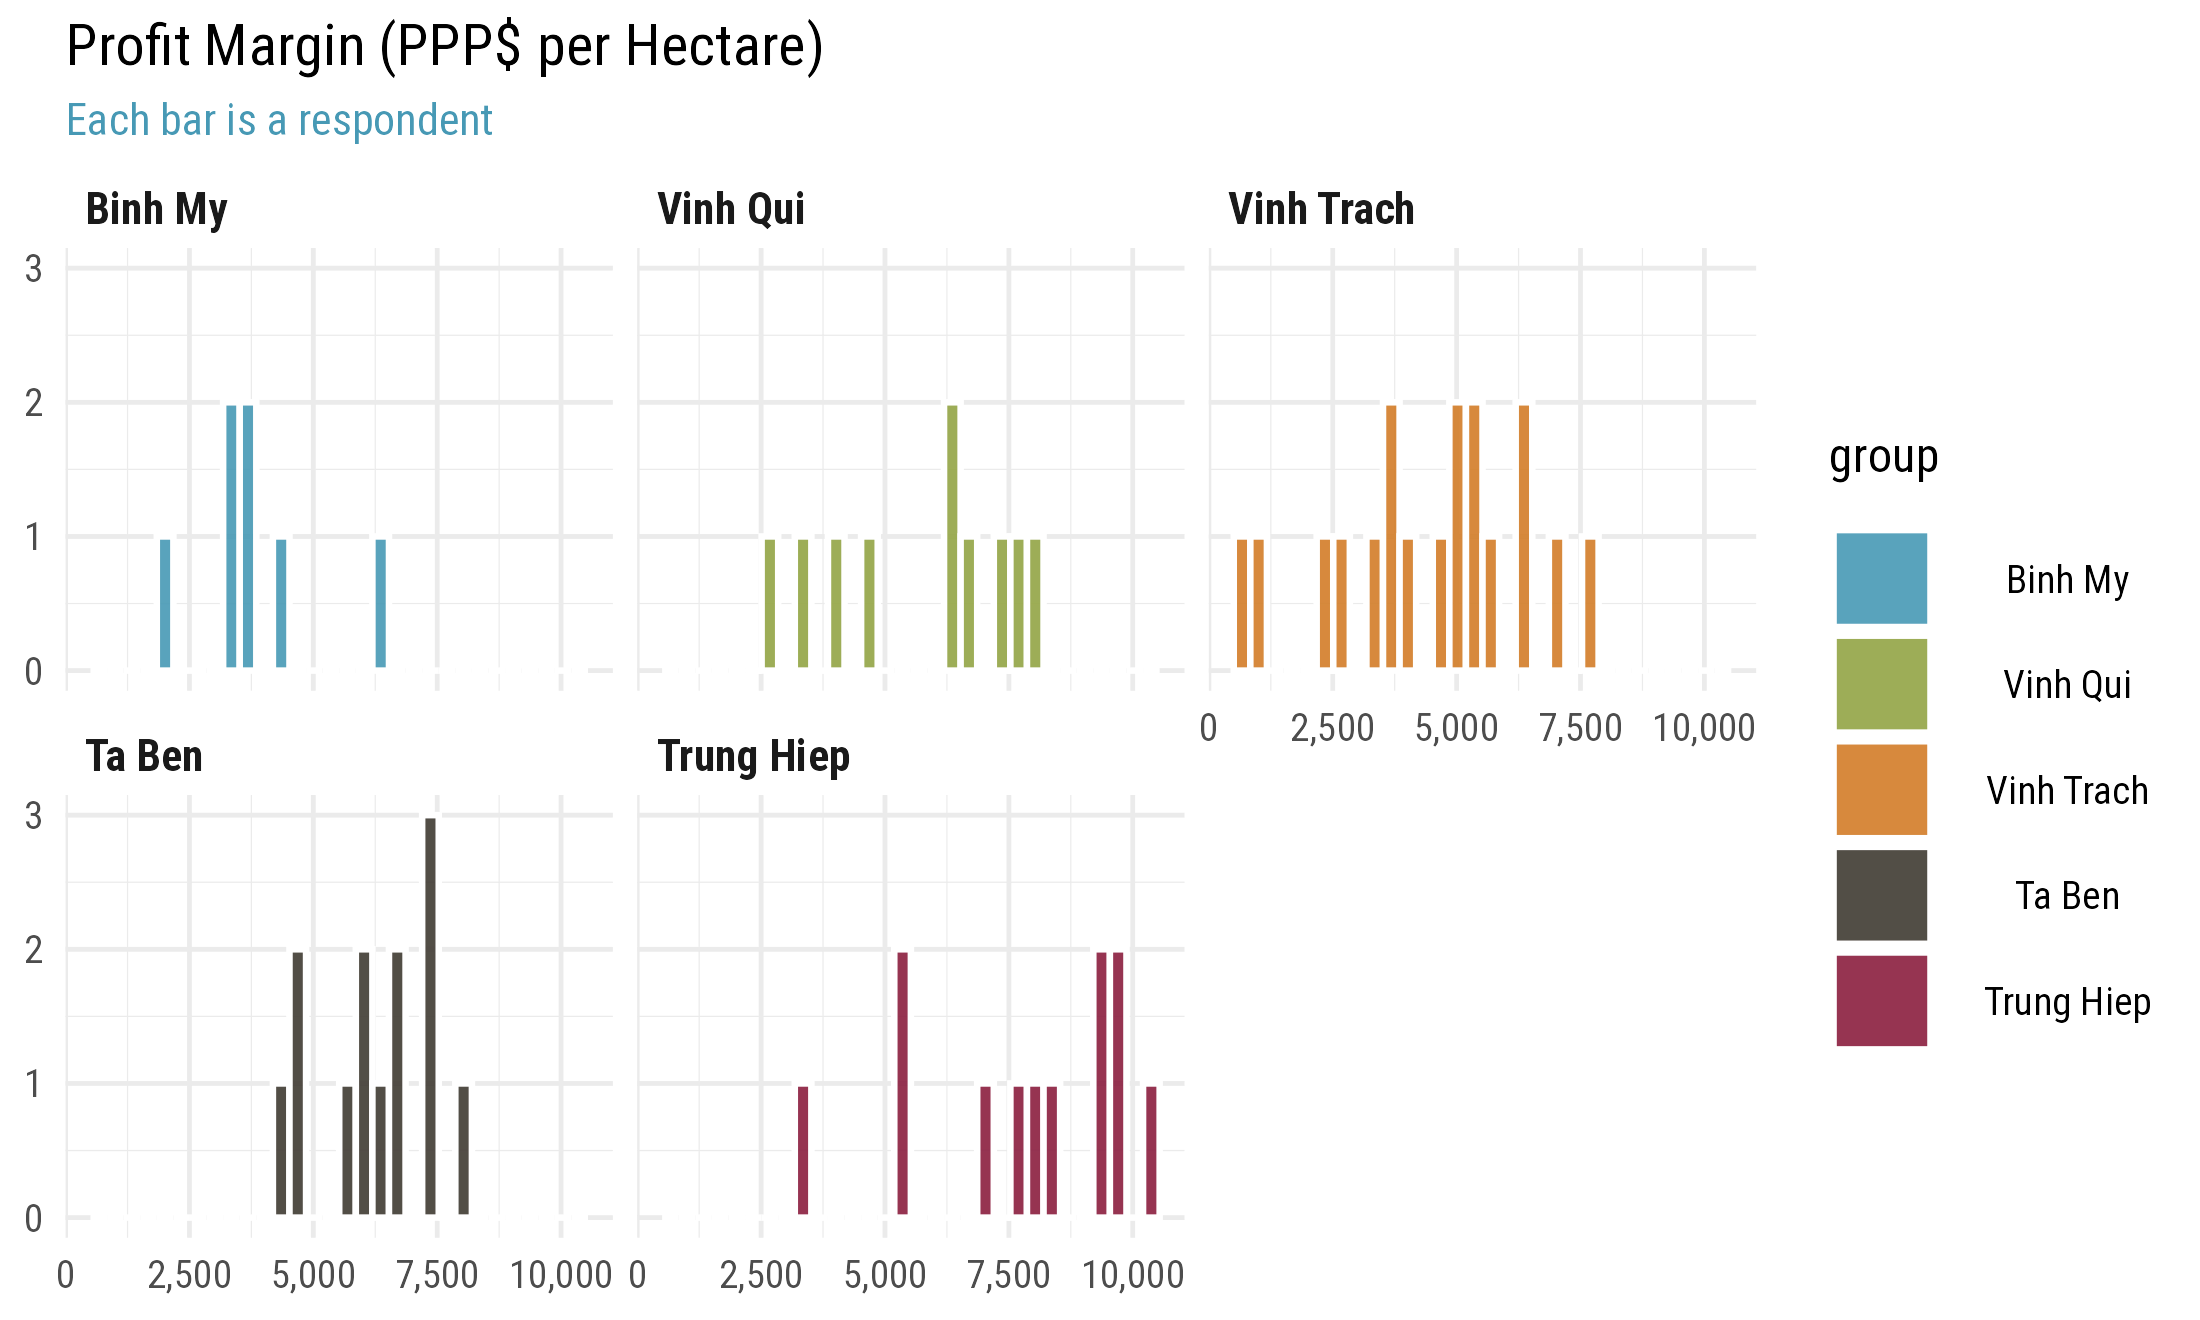 Profit Margin (PPP$ per Hectare)
Each bar is a respondent
Binh My
Vinh Qui
Vinh Trach
3
2
1
0
0 2,500 5,000 7,500 10,000
Ta Ben
Trung Hiep
3
2
1
0
0 2,500 5,000 7,500 10,000
0 2,500 5,000 7,500 10,000
group
Binh My
Vinh Qui
Vinh Trach
Ta Ben
Trung Hiep